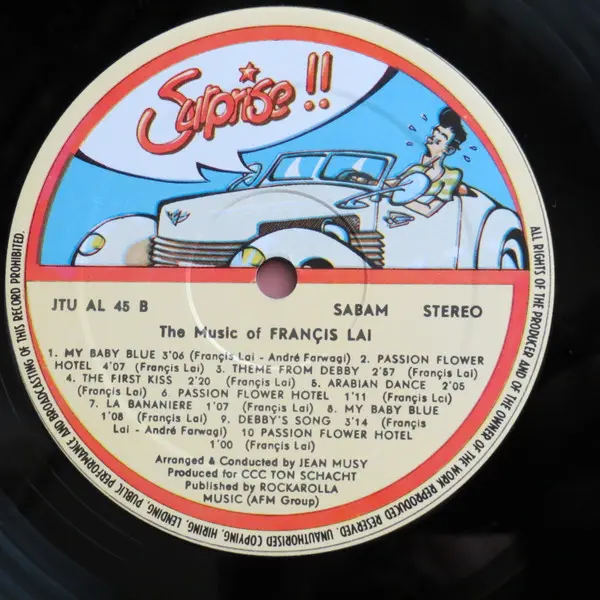 Surprise !!
JTU AL 45 B SABAM STEREO
The Music of FRANÇIS LAI
1. MY BABY BLUE 3'06 (Françis Lai - André Farwagi) 2. PASSION FLOWER
HOTEL 4'07 (Françis Lai) 3. THEME FROM DEBBY 2'57 (Françis Lai)
4. THE FIRST KISS 2'20 (Françis Lai) 5. ARABIAN DANCE 2'05
(Françis Lai) 6. PASSION FLOWER HOTEL 1'11 (Françis Lai)
7. LA BANANIERE 1'07 (Françis Lai) 8. MY BABY BLUE
1'08 (Françis Lai) 9. DEBBY'S SONG 3'14 (Françis
Lai - André Farwagi) 10 PASSION FLOWER HOTEL
1'00 (Françis Lai)
Arranged & Conducted by JEAN MUSY
Produced for CCC TON SCHACHT
Published by ROCKAROLLA
MUSIC (AFM Group)
ALL RIGHTS OF THE PRODUCER AND OF THE OWNER OF THE WORK REPRODUCED RESERVED. UNAUTHORISED COPYING, HIRING, LENDING, PUBLIC PERFORMANCE AND BROADCASTING OF THIS RECORD PROHIBITED.